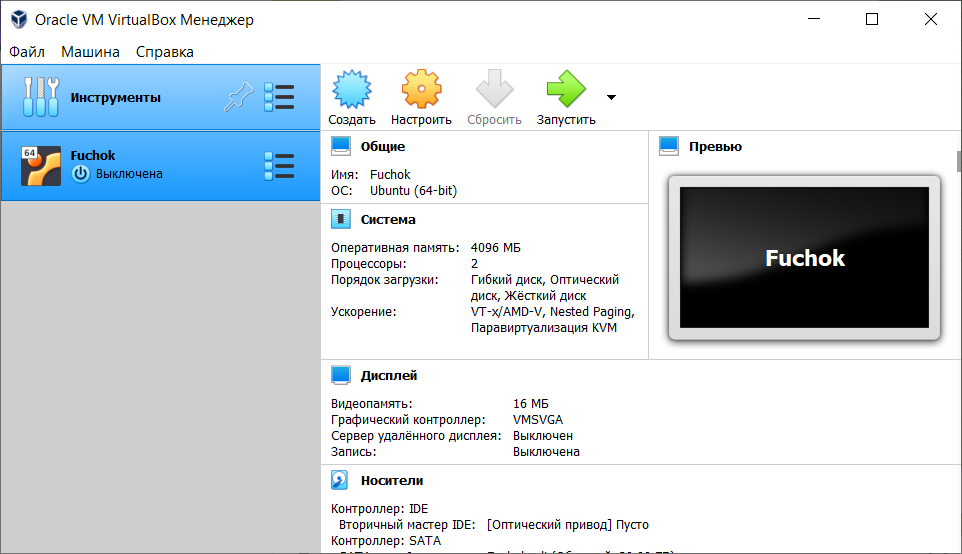 Oracle VM VirtualBox Менеджер
Файл Машина Справка
Инструменты
64
Fuchok
Выключена
Создать Настроить Сбросить Запустить
Общие
Имя: Fuchok
ОС: Ubuntu (64-bit)
Система
Оперативная память: 4096 МБ
Процессоры: 2
Порядок загрузки: Гибкий диск, Оптический
диск, Жёсткий диск
Ускорение: VT-x/AMD-V, Nested Paging,
Паравиртуализация KVM
Превью
Fuchok
Дисплей
Видеопамять: 16 МБ
Графический контроллер: VMSVGA
Сервер удалённого дисплея: Выключен
Запись: Выключена
Носители
Контроллер: IDE
Вторичный мастер IDE: [Оптический привод] Пусто
Контроллер: SATA